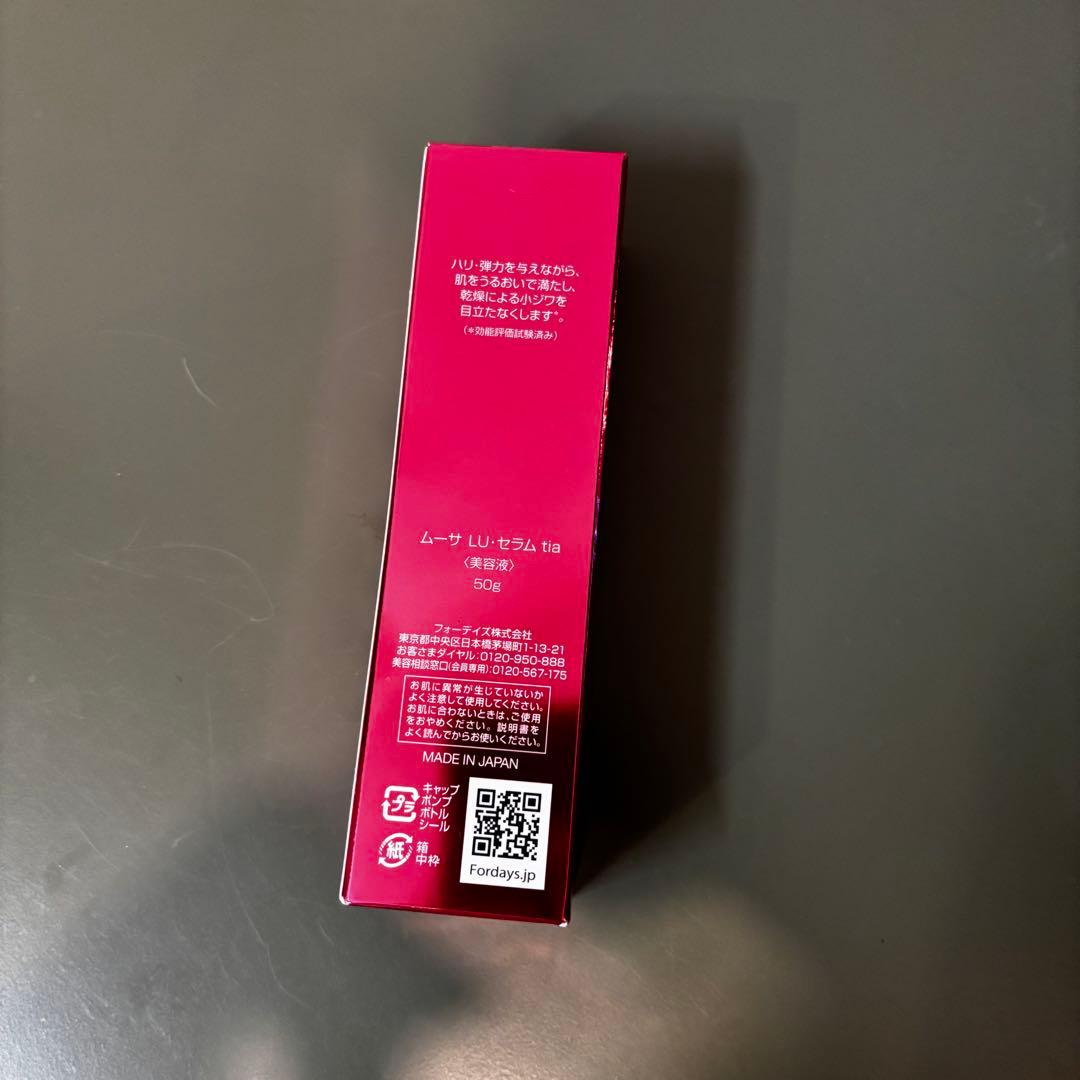 ハリ・弾力を与えながら、
肌をうるおいで満たし、
乾燥による小ジワを
目立たなくします*。
(*効能評価試験済み)
ムーサ LU・セラム tia
〈美容液〉
50g
フォーデイズ株式会社
東京都中央区日本橋茅場町1-13-21
お客さまダイヤル:0120-950-888
美容相談窓口(会員専用):0120-567-175
お肌に異常が生じていないか
よく注意して使用してください。
お肌に合わないときは、ご使用
をおやめください。説明書を
よく読んでからお使いください。
MADE IN JAPAN
プラ
キャップ
ポンプ
ボトル
シール
紙
箱
中枠
Fordays.jp